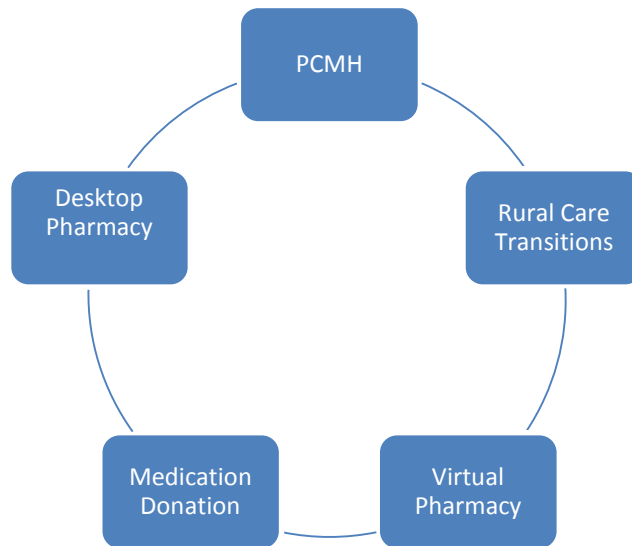 PCMH
Rural Care
Transitions
Virtual
Pharmacy
Medication
Donation
Desktop
Pharmacy